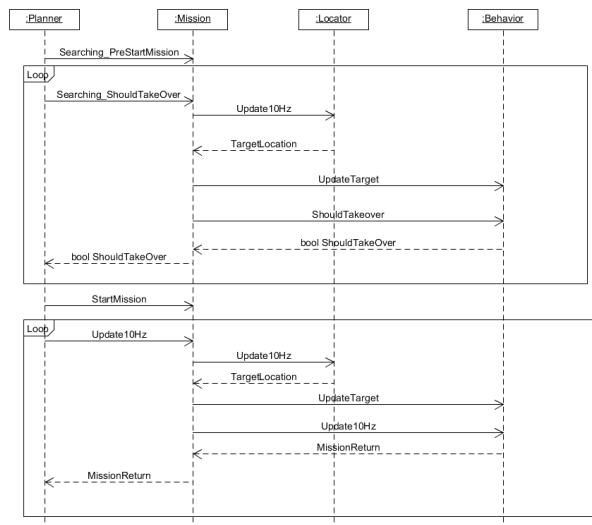 :Planner :Mission :Locator :Behavior
Searching_PreStartMission
Loop
Searching_ShouldTakeOver
Update10Hz
TargetLocation
UpdateTarget
ShouldTakeover
bool ShouldTakeOver
bool ShouldTakeOver
StartMission
Loop
Update10Hz
Update10Hz
TargetLocation
UpdateTarget
Update10Hz
MissionReturn
MissionReturn